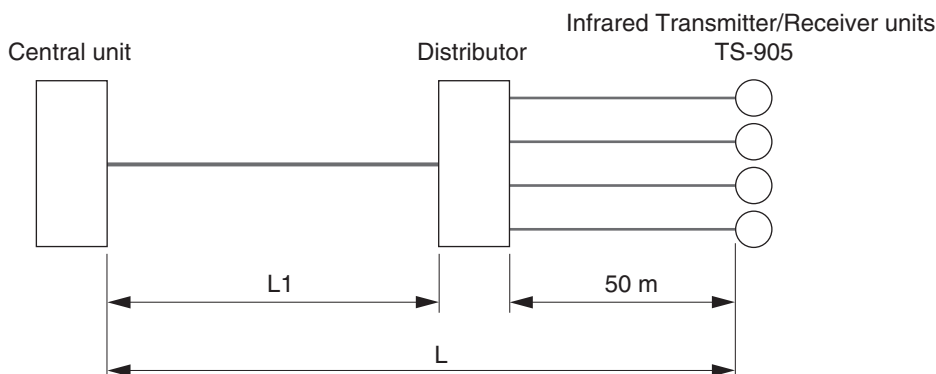 Infrared Transmitter/Receiver units
Central unit
Distributor
TS-905
L1
50 m
L